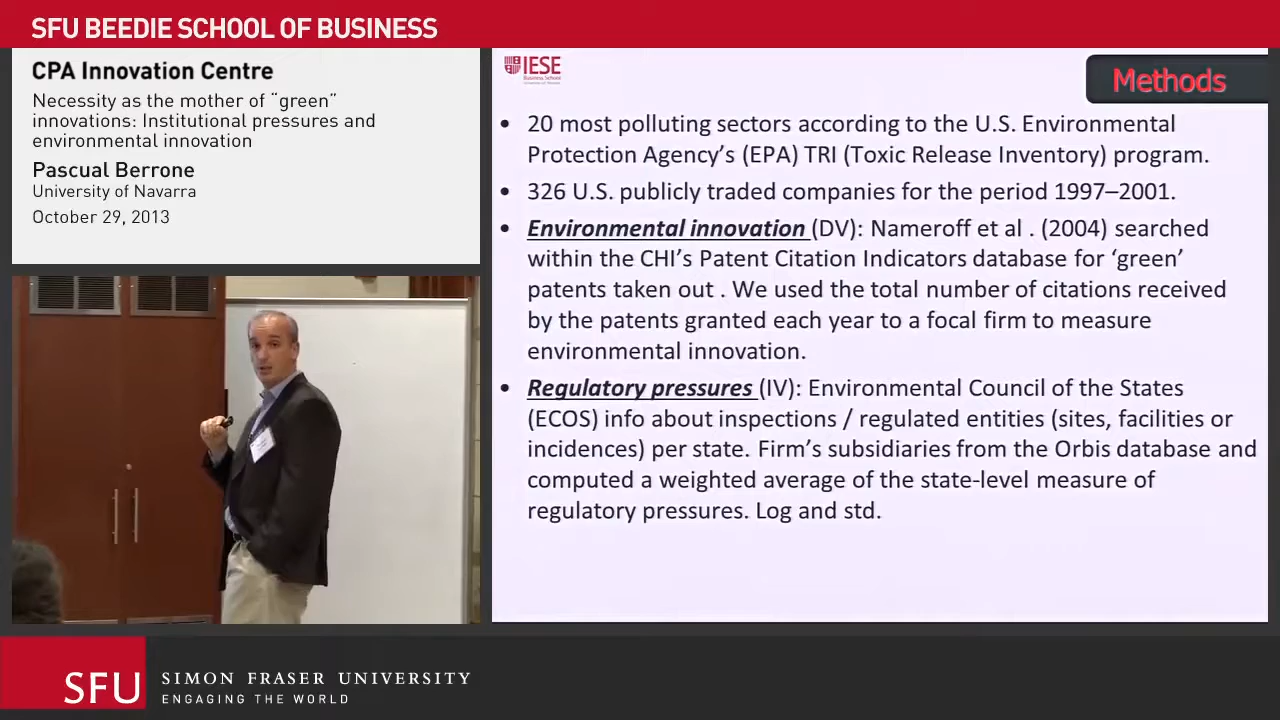 SFU BEEDIE SCHOOL OF BUSINESS
CPA Innovation Centre
Necessity as the mother of “green”
innovations: Institutional pressures and
environmental innovation
Pascual Berrone
University of Navarra
October 29, 2013
IESE
Business School
Methods
• 20 most polluting sectors according to the U.S. Environmental
Protection Agency’s (EPA) TRI (Toxic Release Inventory) program.
• 326 U.S. publicly traded companies for the period 1997–2001.
• Environmental innovation (DV): Nameroff et al . (2004) searched
within the CHI’s Patent Citation Indicators database for ‘green’
patents taken out . We used the total number of citations received
by the patents granted each year to a focal firm to measure
environmental innovation.
• Regulatory pressures (IV): Environmental Council of the States
(ECOS) info about inspections / regulated entities (sites, facilities or
incidences) per state. Firm’s subsidiaries from the Orbis database and
computed a weighted average of the state-level measure of
regulatory pressures. Log and std.
SFU
SIMON FRASER UNIVERSITY
ENGAGING THE WORLD